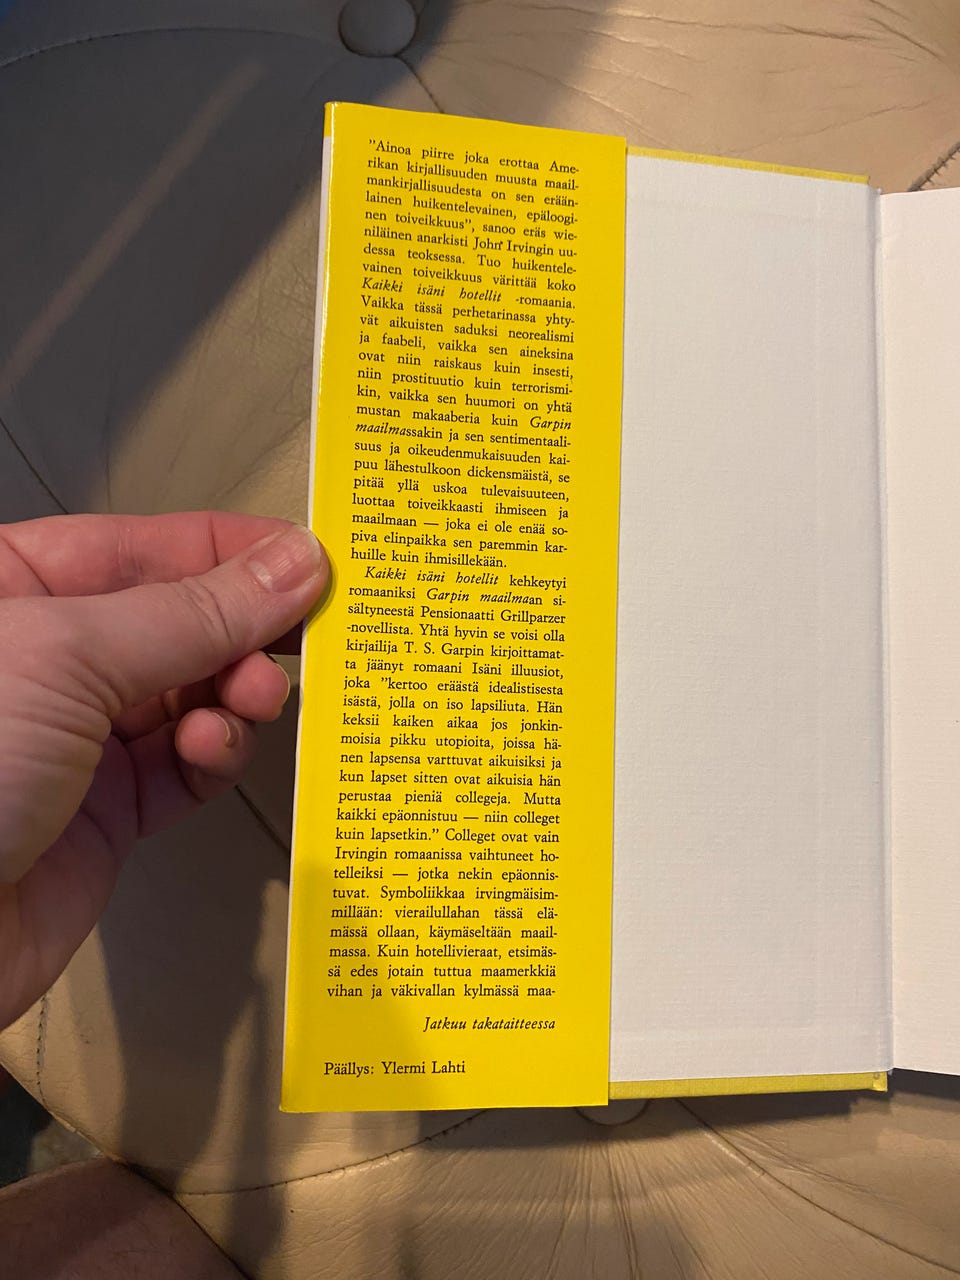 ”Ainoa piirre joka erottaa Ame-
rikan kirjallisuuden muusta maail-
mankirjallisuudesta on sen erään-
lainen huikentelevainen, epäloogi-
nen toiveikkuus”, sanoo eräs wie-
niläinen anarkisti John Irvingin uu-
dessa teoksessa. Tuo huikentele-
vainen toiveikkuus värittää koko
Kaikki isäni hotellit -romaania.
Vaikka tässä perhetarinassa yhty-
vät aikuisten saduksi neorealismi
ja faabeli, vaikka sen aineksina
ovat niin raiskaus kuin insesti,
niin prostituutio kuin terrorismi-
kin, vaikka sen huumori on yhtä
mustan makaaberia kuin Garpin
maailmassakin ja sen sentimentaali-
suus ja oikeudenmukaisuuden kai-
puu lähestulkoon dickensmäistä, se
pitää yllä uskoa tulevaisuuteen,
luottaa toiveikkaasti ihmiseen ja
maailmaan — joka ei ole enää so-
piva elinpaikka sen paremmin kar-
huille kuin ihmisillekään.
Kaikki isäni hotellit kehkeytyi
romaaniksi Garpin maailmaan si-
sältyneestä Pensionaatti Grillparzer
-novellista. Yhtä hyvin se voisi olla
kirjailija T. S. Garpin kirjoittamat-
ta jäänyt romaani Isäni illuusiot,
joka ”kertoo eräästä idealistisesta
isästä, jolla on iso lapsiliuta. Hän
keksii kaiken aikaa jos jonkin-
moisia pikku utopioita, joissa hä-
nen lapsensa varttuvat aikuisiksi ja
kun lapset sitten ovat aikuisia hän
perustaa pieniä collegeja. Mutta
kaikki epäonnistuu — niin colleget
kuin lapsetkin.” Colleget ovat vain
Irvingin romaanissa vaihtuneet ho-
telleiksi — jotka nekin epäonnis-
tuvat. Symboliikkaa irvingmäisim-
millään: vierailullahan tässä elä-
mässä ollaan, käymäseltään maail-
massa. Kuin hotellivieraat, etsimäs-
sä edes jotain tuttua maamerkkiä
vihan ja väkivallan kylmässä maa-
Jatkuu takataitteessa
Päällys: Ylermi Lahti